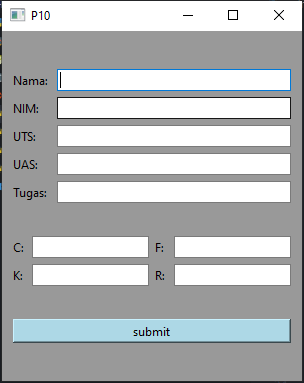 P10
Nama:
NIM:
UTS:
UAS:
Tugas:
C: F:
K: R:
submit